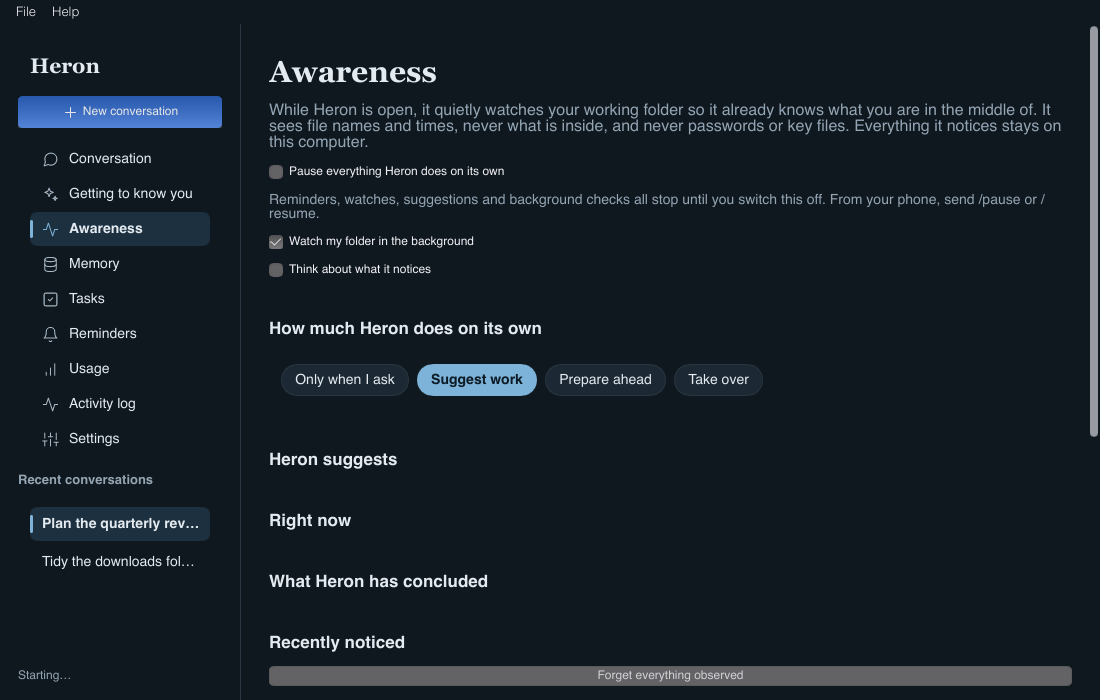 File Help
Heron
New conversation
Conversation
Getting to know you
Awareness
Memory
Tasks
Reminders
Usage
Activity log
Settings
Recent conversations
Plan the quarterly rev…
Tidy the downloads fol…
Starting…
Awareness
While Heron is open, it quietly watches your working folder so it already knows what you are in the middle of. It
sees file names and times, never what is inside, and never passwords or key files. Everything it notices stays on
this computer.
Pause everything Heron does on its own
Reminders, watches, suggestions and background checks all stop until you switch this off. From your phone, send /pause or /
resume.
Watch my folder in the background
Think about what it notices
How much Heron does on its own
Only when I ask Suggest work Prepare ahead Take over
Heron suggests
Right now
What Heron has concluded
Recently noticed
Forget everything observed